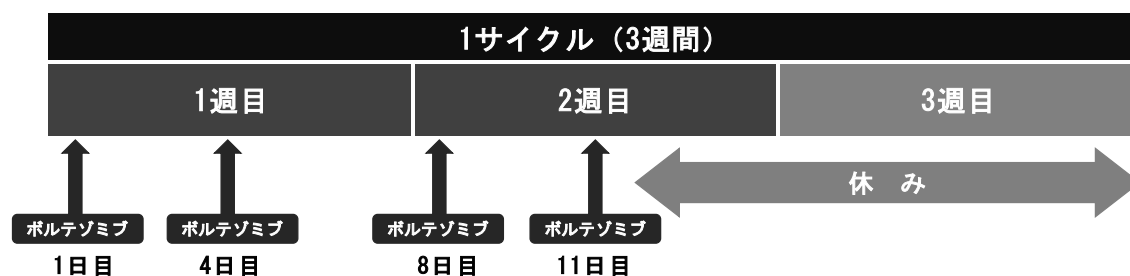 1サイクル（3週間）
1週目 2週目 3週目
休 み
ボルテゾミブ ボルテゾミブ ボルテゾミブ ボルテゾミブ
1日目 4日目 8日目 11日目